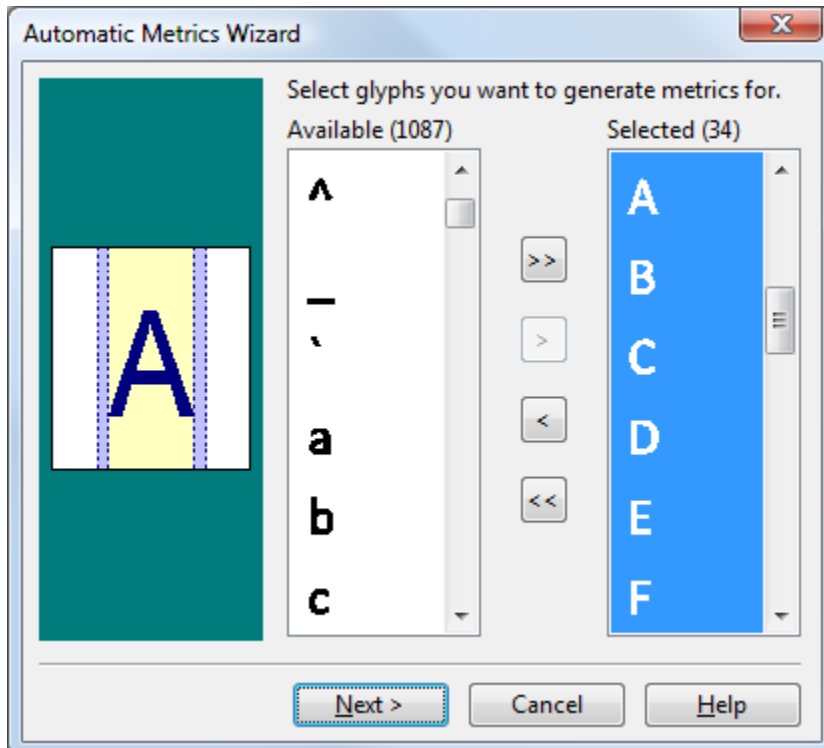 Automatic Metrics Wizard
Select glyphs you want to generate metrics for.
Available (1087) Selected (34)
^
_
`
a
b
c
>>
>
<
<<
A
B
C
D
E
F
A
Next > Cancel Help